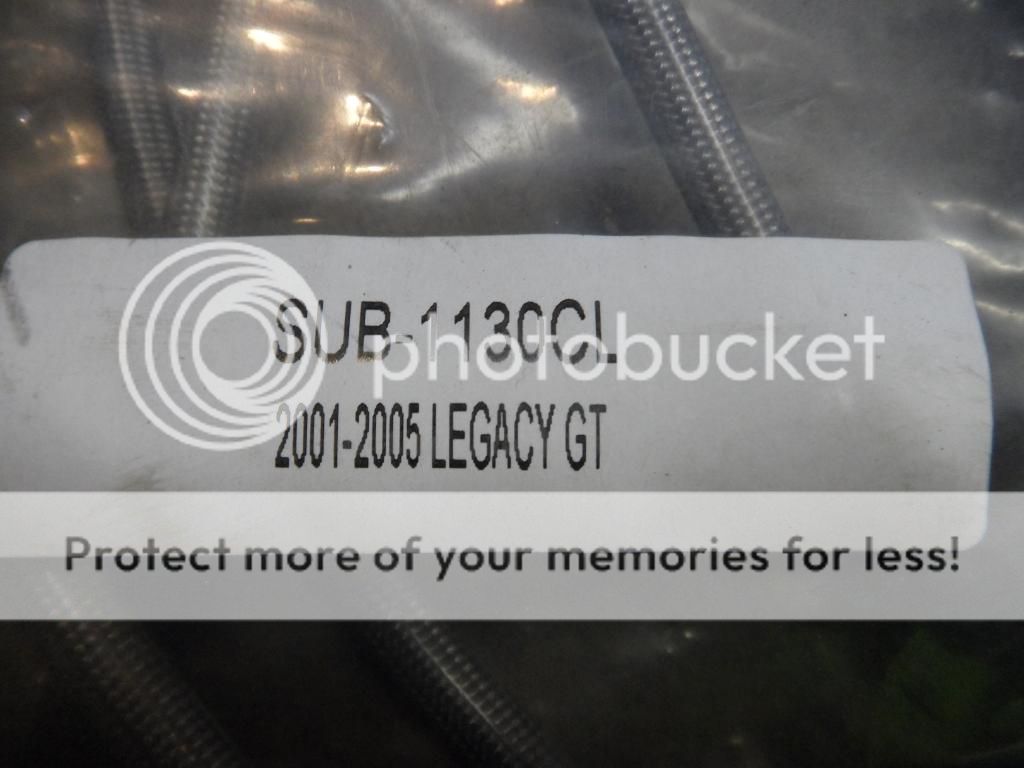 SUB-1130CL
photobucket
2001-2005 LEGACY GT
Protect more of your memories for less!